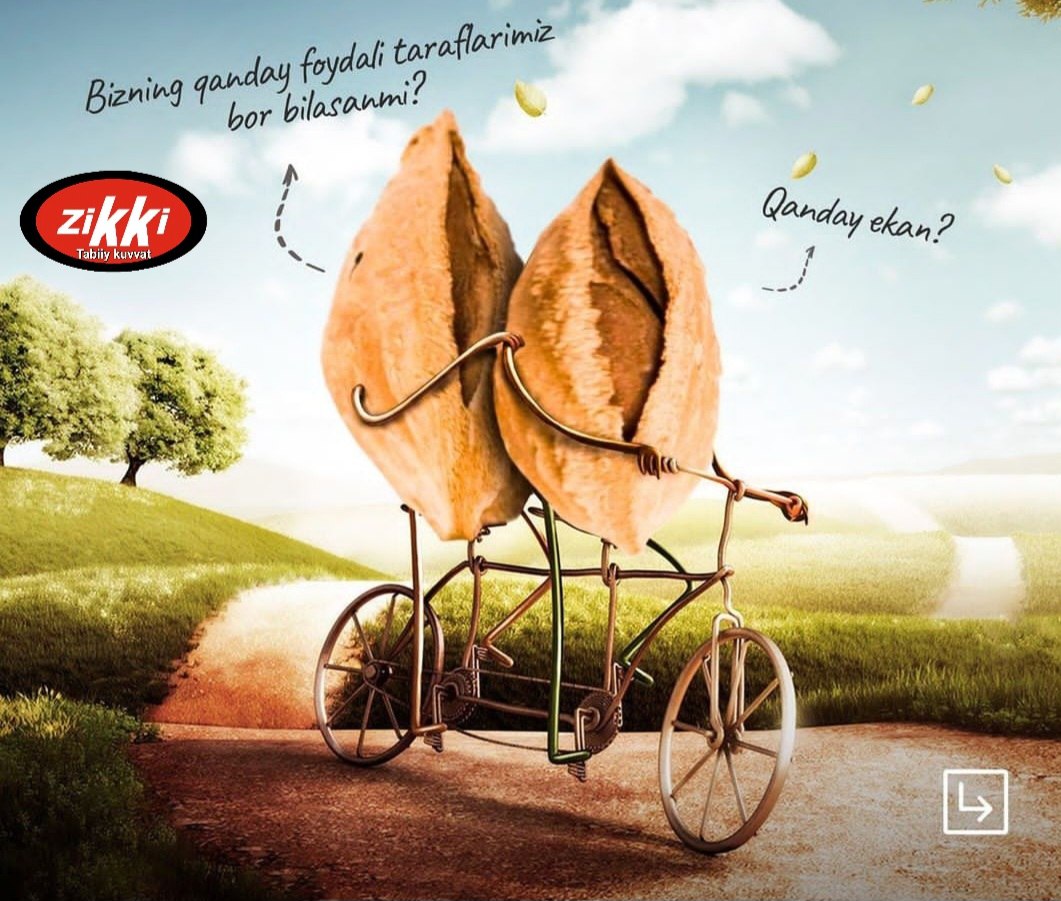 Bizning qanday foydali taraflarimiz
bor bilasanmi?
ziKKi
Tabiiy kuvvat
Qanday ekan?